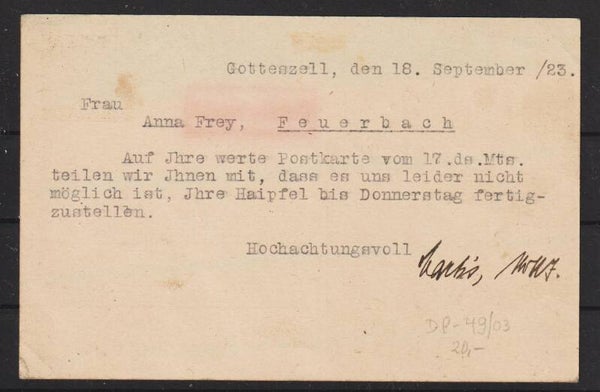 Gotteszell, den 18. September /23.
Frau
Anna Frey, Feuerbach
Auf Jhre werte Postkarte vom 17.ds.Mts.
teilen wir Jhnen mit, dass es uns leider nicht
möglich ist, Jhre Haipfel bis Donnerstag fertig-
zustellen.
Hochachtungsvoll
DP-49/03
20,-